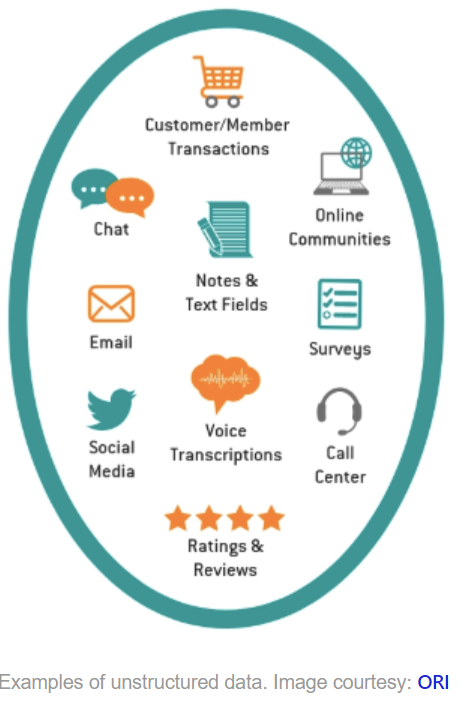 Customer/Member
Transactions
Chat
Online
Communities
Notes &
Text Fields
Email
Surveys
Social
Media
Voice
Transcriptions
Call
Center
Ratings &
Reviews
Examples of unstructured data. Image courtesy: ORI